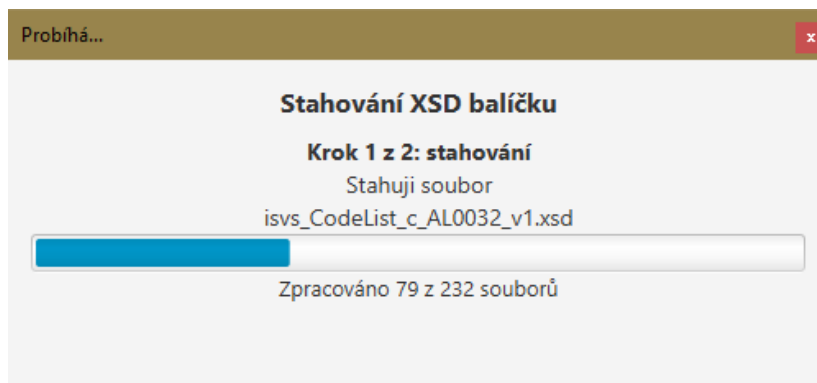 Probíhá...
x
Stahování XSD balíčku
Krok 1 z 2: stahování
Stahuji soubor
isvs_CodeList_c_AL0032_v1.xsd
Zpracováno 79 z 232 souborů